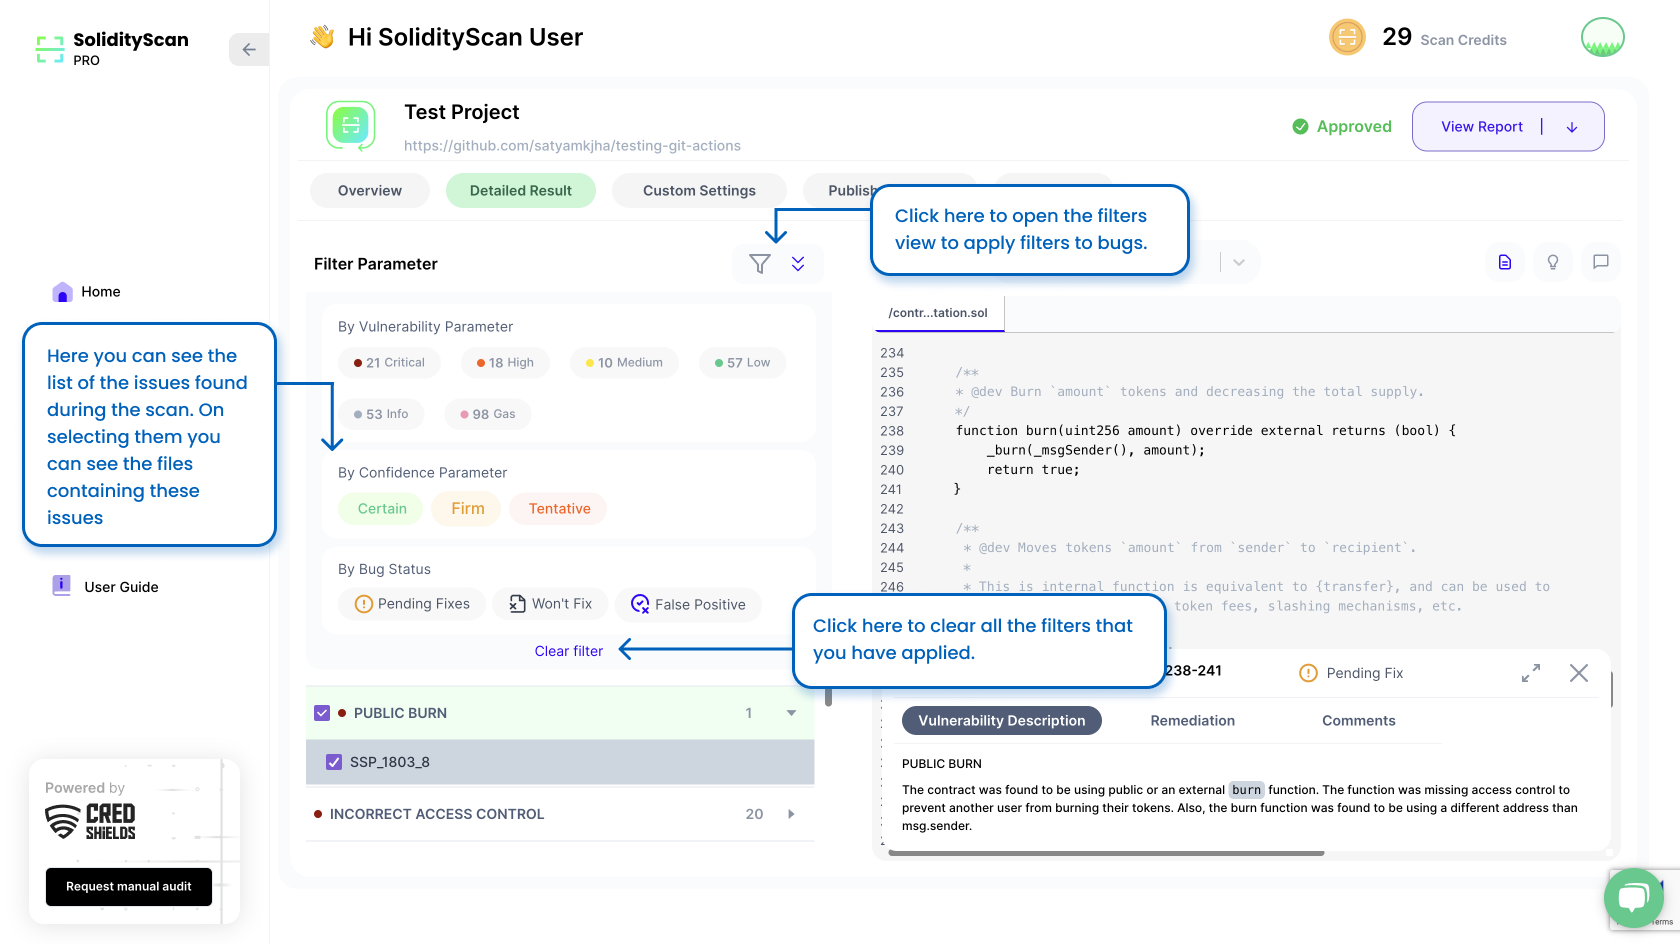 SolidityScan
PRO
Hi SolidityScan User
29 Scan Credits
Test Project
https://github.com/satyamkjha/testing-git-actions
Approved
View Report
Overview
Detailed Result
Custom Settings
Publish
Click here to open the filters
view to apply filters to bugs.
Home
Here you can see the
list of the issues found
during the scan. On
selecting them you
can see the files
containing these
issues
User Guide
Filter Parameter
By Vulnerability Parameter
21 Critical
18 High
10 Medium
57 Low
53 Info
98 Gas
By Confidence Parameter
Certain
Firm
Tentative
By Bug Status
Pending Fixes
Won't Fix
False Positive
Clear filter
Click here to clear all the filters that
you have applied.
PUBLIC BURN 1
SSP_1803_8
INCORRECT ACCESS CONTROL 20
/contr...tation.sol
234
235 /**
236 * @dev Burn `amount` tokens and decreasing the total supply.
237 */
238 function burn(uint256 amount) override external returns (bool) {
239 _burn(_msgSender(), amount);
240 return true;
241 }
242
243 /**
244 * @dev Moves tokens `amount` from `sender` to `recipient`.
245 *
246 * This is internal function is equivalent to {transfer}, and can be used to
token fees, slashing mechanisms, etc.
238-241
Pending Fix
Vulnerability Description
Remediation
Comments
PUBLIC BURN
The contract was found to be using public or an external burn function. The function was missing access control to
prevent another user from burning their tokens. Also, the burn function was found to be using a different address than
msg.sender.
Powered by
CRED
SHIELDS
Request manual audit
Terms